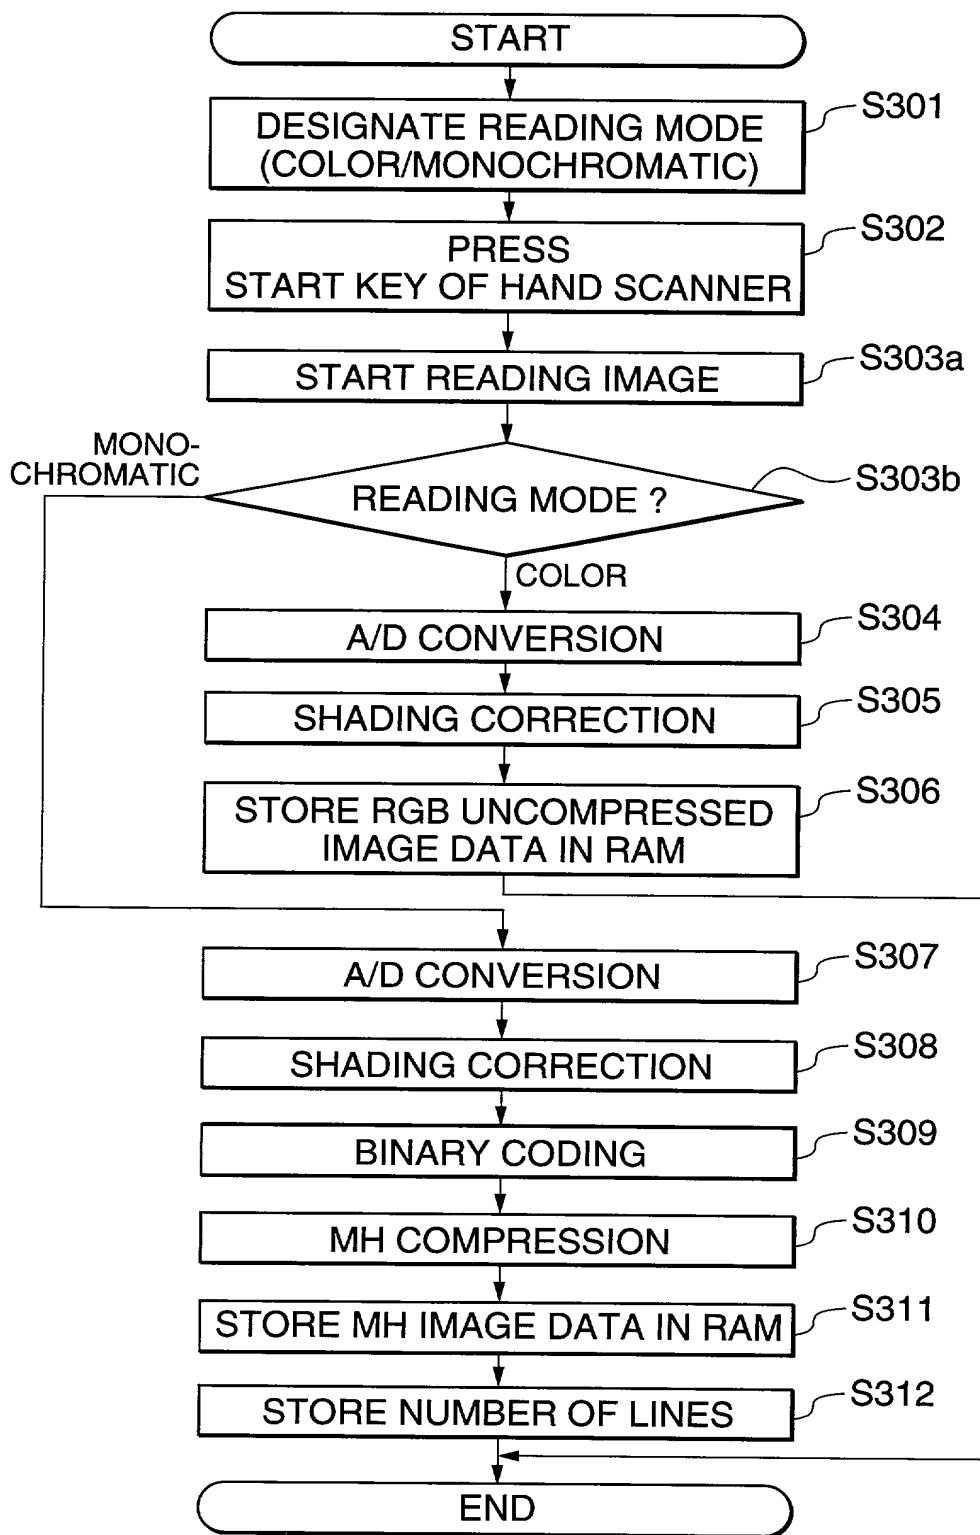 START
DESIGNATE READING MODE
(COLOR/MONOCHROMATIC)
S301
PRESS
START KEY OF HAND SCANNER
S302
START READING IMAGE
S303a
MONO-
CHROMATIC
READING MODE ?
S303b
COLOR
A/D CONVERSION
S304
SHADING CORRECTION
S305
STORE RGB UNCOMPRESSED
IMAGE DATA IN RAM
S306
A/D CONVERSION
S307
SHADING CORRECTION
S308
BINARY CODING
S309
MH COMPRESSION
S310
STORE MH IMAGE DATA IN RAM
S311
STORE NUMBER OF LINES
S312
END